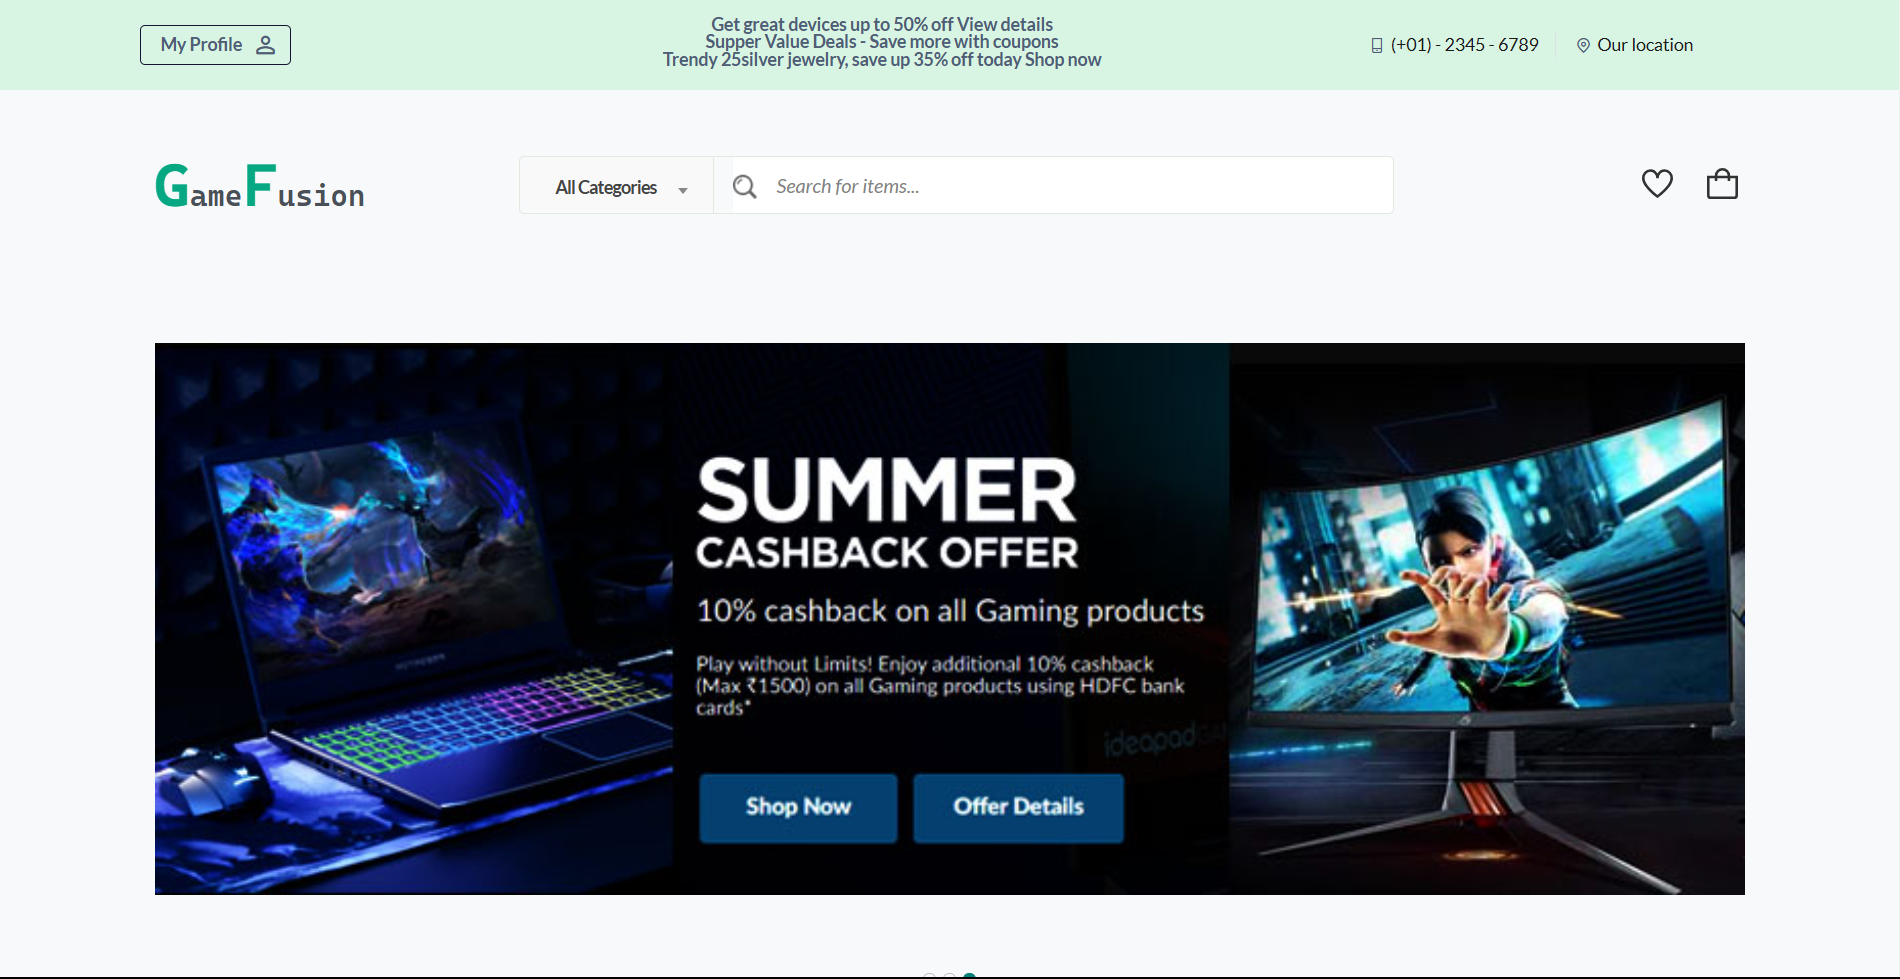 My Profile
Get great devices up to 50% off View details
Supper Value Deals - Save more with coupons
Trendy 25silver jewelry, save up 35% off today Shop now
(+01) - 2345 - 6789
Our location
GameFusion
All Categories
Search for items...
SUMMER
CASHBACK OFFER
10% cashback on all Gaming products
Play without Limits! Enjoy additional 10% cashback
(Max ₹1500) on all Gaming products using HDFC bank
cards*
ideapad
Shop Now
Offer Details